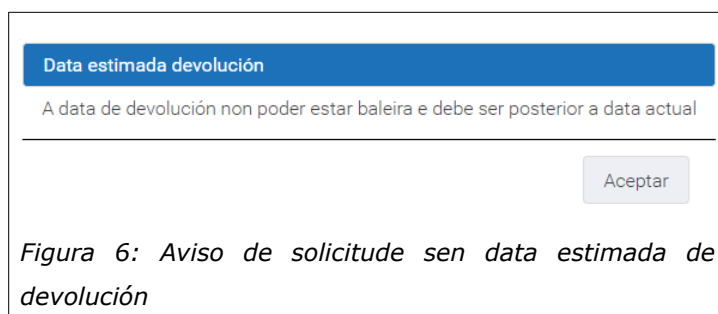 Data estimada devolución
A data de devolución non poder estar baleira e debe ser posterior a data actual
Aceptar
Figura 6: Aviso de solicitude sen data estimada de
devolución